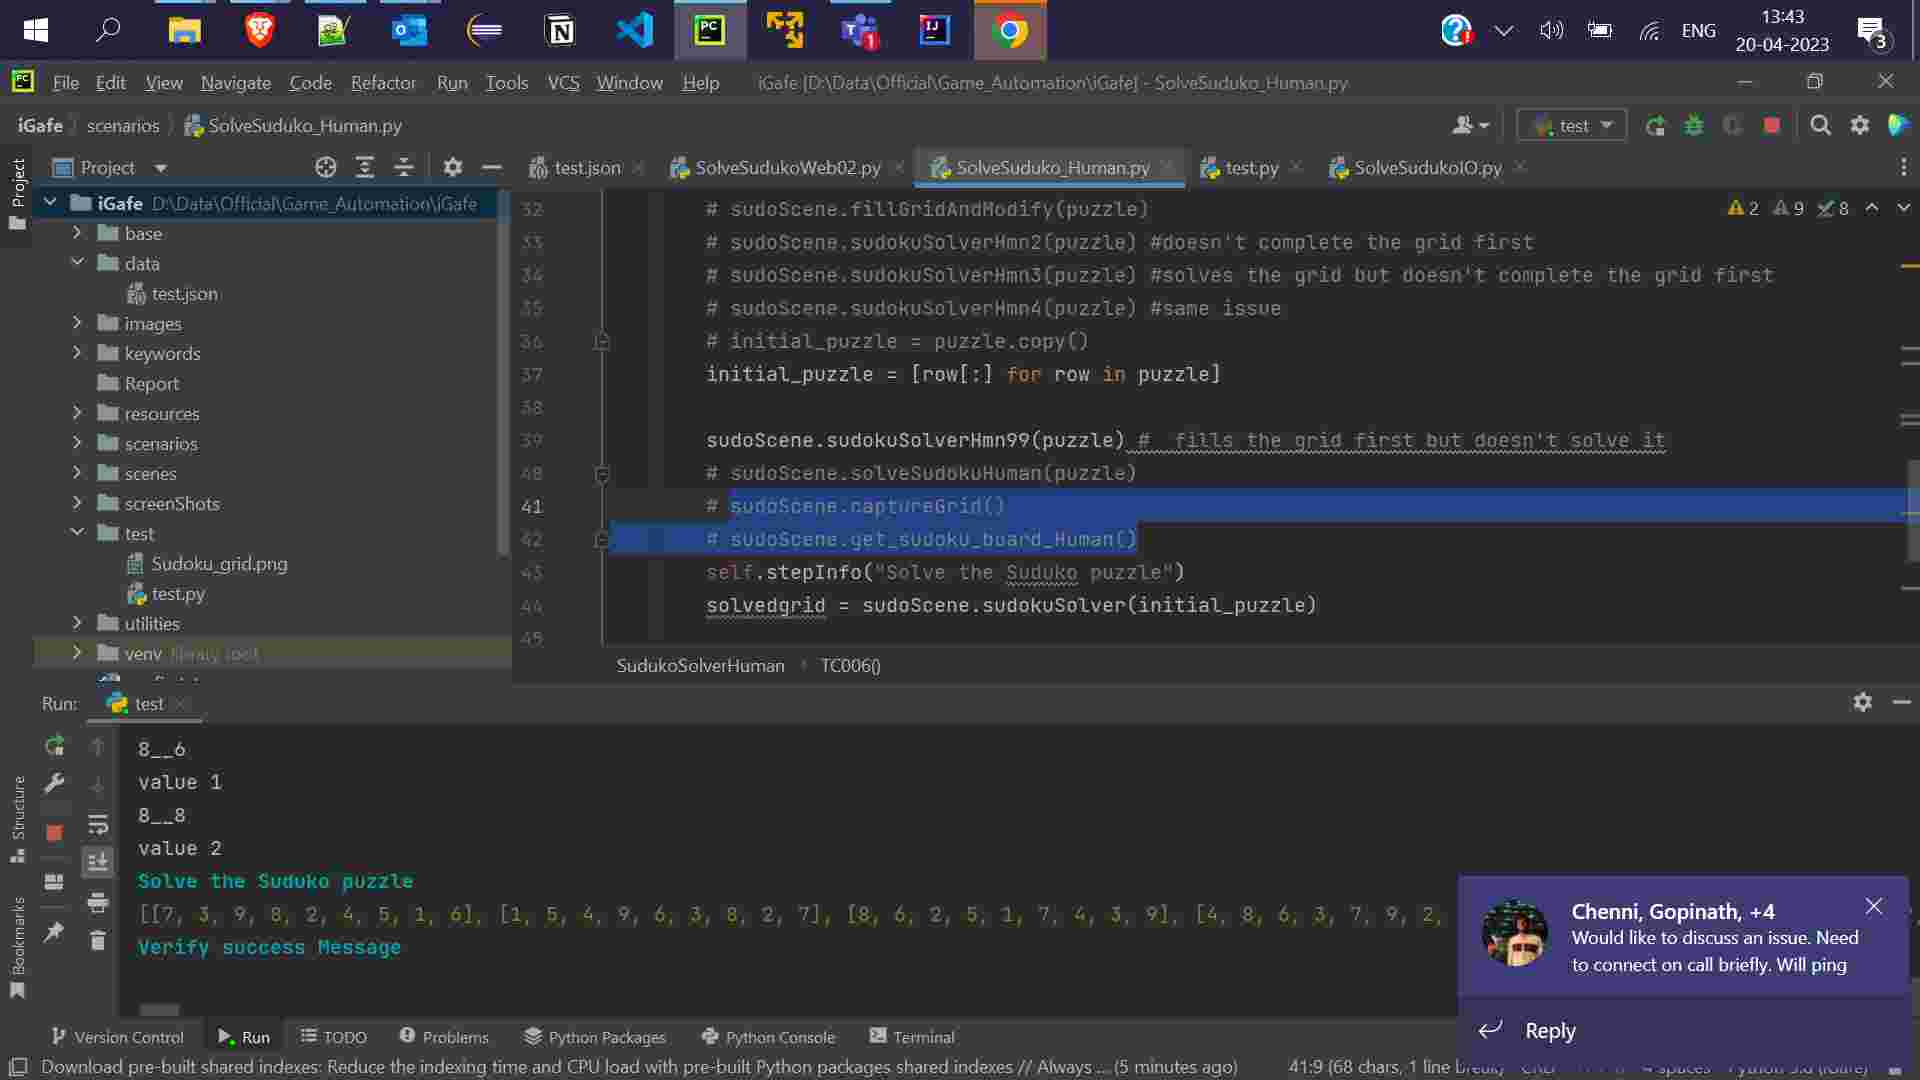 13:43
ENG
20-04-2023
3
1
File Edit View Navigate Code Refactor Run Tools VCS Window Help iGafe [D:\Data\Official\Game_Automation\iGafe] - SolveSuduko_Human.py
iGafe scenarios SolveSuduko_Human.py
test
Project
test.json SolveSudukoWeb02.py SolveSuduko_Human.py test.py SolveSudukoIO.py
Project
iGafe D:\Data\Official\Game_Automation\iGafe
base
data
test.json
images
keywords
Report
resources
scenarios
scenes
screenShots
test
Sudoku_grid.png
test.py
utilities
venv library root
2 9 8
32 # sudoScene.fillGridAndModify(puzzle)
33 # sudoScene.sudokuSolverHmn2(puzzle) #doesn't complete the grid first
34 # sudoScene.sudokuSolverHmn3(puzzle) #solves the grid but doesn't complete the grid first
35 # sudoScene.sudokuSolverHmn4(puzzle) #same issue
36 # initial_puzzle = puzzle.copy()
37 initial_puzzle = [row[:] for row in puzzle]
38
39 sudoScene.sudokuSolverHmn99(puzzle) #  fills the grid first but doesn't solve it
40 # sudoScene.solveSudokuHuman(puzzle)
41 # sudoScene.captureGrid()
42 # sudoScene.get_sudoku_board_Human()
43 self.stepInfo("Solve the Suduko puzzle")
44 solvedgrid = sudoScene.sudokuSolver(initial_puzzle)
45
SudukoSolverHuman TC006()
Run: test
8__6
value 1
8__8
value 2
Solve the Suduko puzzle
[[7, 3, 9, 8, 2, 4, 5, 1, 6], [1, 5, 4, 9, 6, 3, 8, 2, 7], [8, 6, 2, 5, 1, 7, 4, 3, 9], [4, 8, 6, 3, 7, 9, 2,
Verify success Message
Structure
Bookmarks
Chenni, Gopinath, +4
Would like to discuss an issue. Need
to connect on call briefly. Will ping
Reply
Version Control Run TODO Problems Python Packages Python Console Terminal
Download pre-built shared indexes: Reduce the indexing time and CPU load with pre-built Python packages shared indexes // Always ... (5 minutes ago) 41:9 (68 chars, 1 line break)